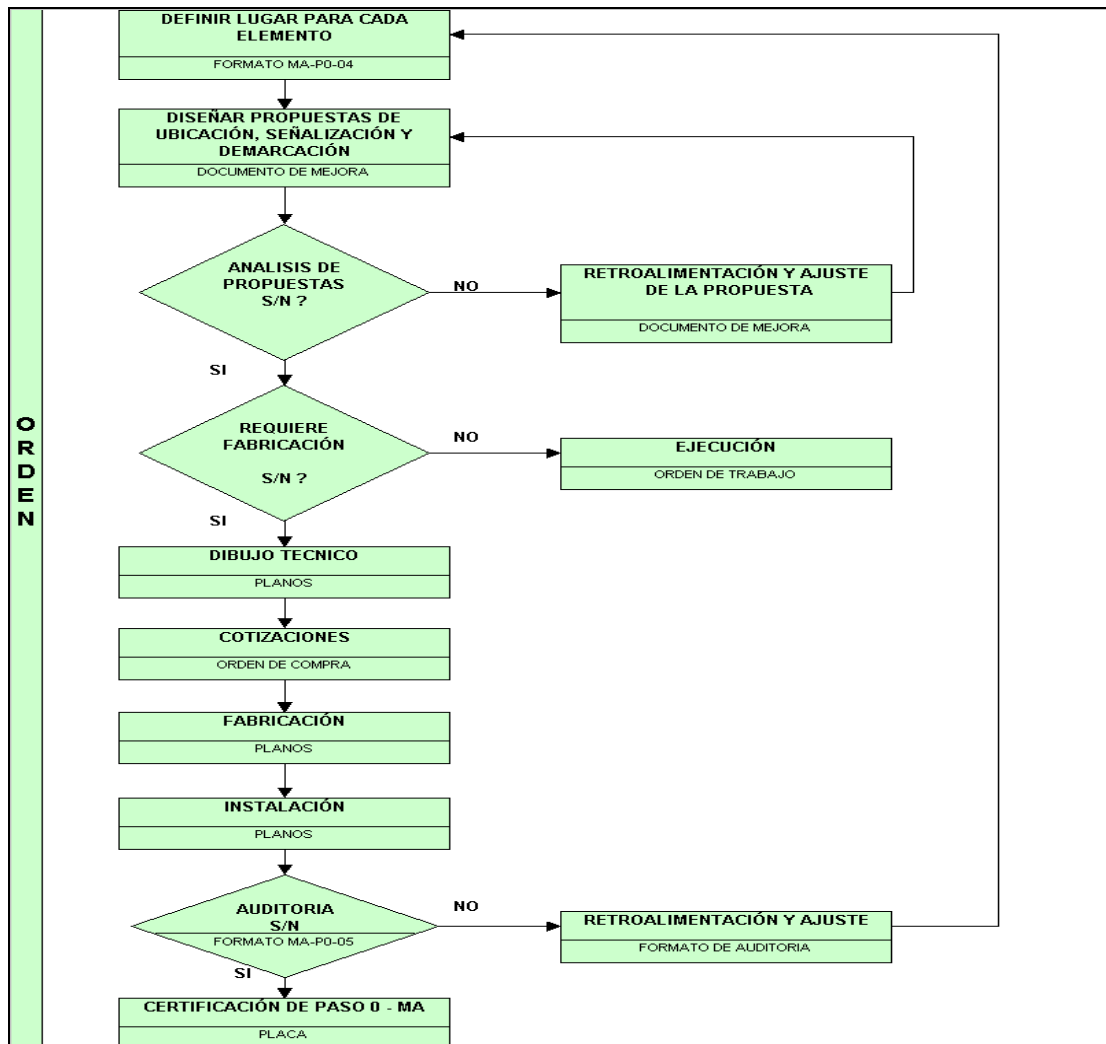 DEFINIR LUGAR PARA CADA
ELEMENTO
FORMATO MA-P0-04
DISEÑAR PROPUESTAS DE
UBICACIÓN, SEÑALIZACIÓN Y
DEMARCACIÓN
DOCUMENTO DE MEJORA
ANALISIS DE
PROPUESTAS
S/N ?
NO
RETROALIMENTACIÓN Y AJUSTE
DE LA PROPUESTA
DOCUMENTO DE MEJORA
SI
REQUIERE
FABRICACIÓN
S/N ?
NO
EJECUCIÓN
ORDEN DE TRABAJO
SI
ORDEN
DIBUJO TECNICO
PLANOS
COTIZACIONES
ORDEN DE COMPRA
FABRICACIÓN
PLANOS
INSTALACIÓN
PLANOS
AUDITORIA
S/N
FORMATO MA-P0-05
NO
RETROALIMENTACIÓN Y AJUSTE
FORMATO DE AUDITORIA
SI
CERTIFICACIÓN DE PASO 0 - MA
PLACA